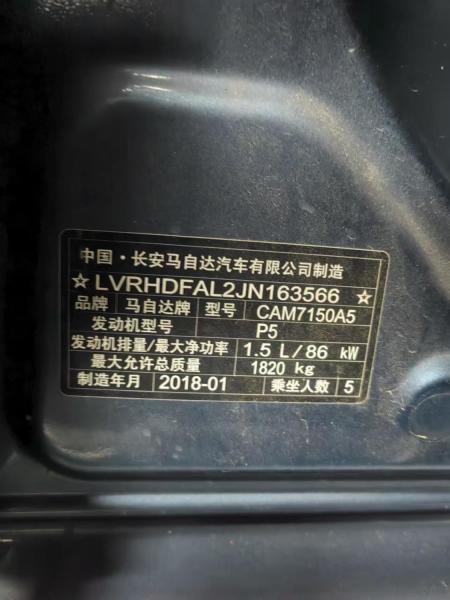 中国·长安马自达汽车有限公司制造
☆LVRHDFAL2JN163566☆
品牌 马自达牌 型号 CAM7150A5
发动机型号 P5
发动机排量/最大净功率 1.5 L/86 kW
最大允许总质量 1820 kg
制造年月 2018-01 乘坐人数 5